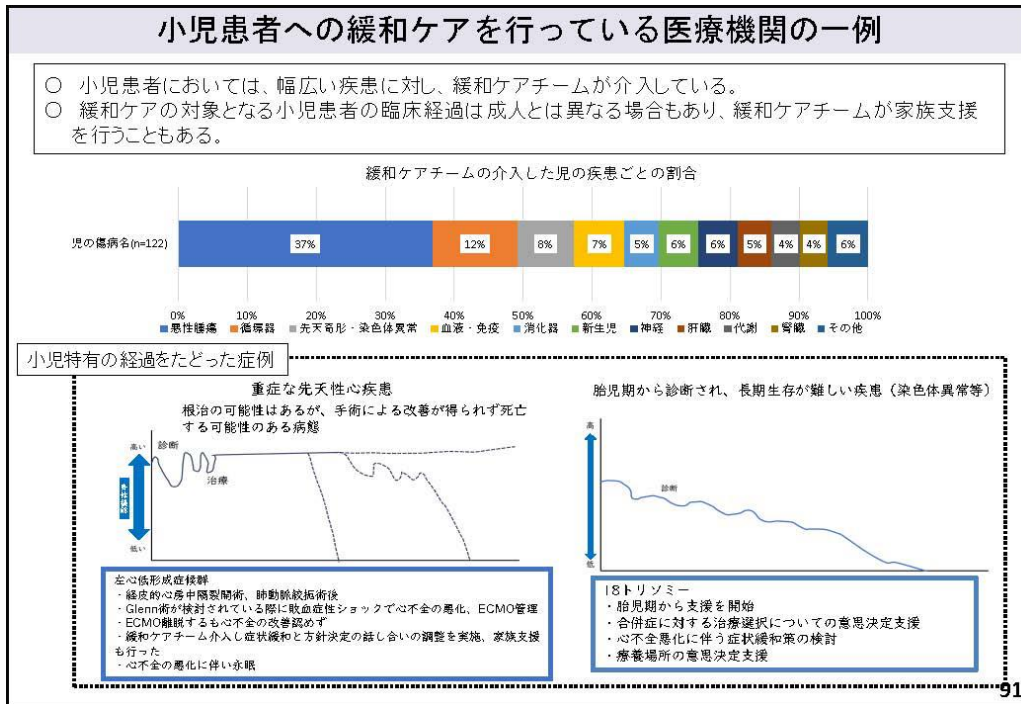 小児患者への緩和ケアを行っている医療機関の一例
○ 小児患者においては、幅広い疾患に対し、緩和ケアチームが介入している。
○ 緩和ケアの対象となる小児患者の臨床経過は成人とは異なる場合もあり、緩和ケアチームが家族支援
を行うこともある。
緩和ケアチームの介入した児の疾患ごとの割合
児の傷病名(n=122)
37% 12% 8% 7% 5% 6% 6% 5% 4% 4% 6%
0% 10% 20% 30% 40% 50% 60% 70% 80% 90% 100%
■悪性腫瘍 ■循環器 ■先天奇形・染色体異常 ■血液・免疫 ■消化器 ■新生児 ■神経 ■肝臓 ■代謝 ■腎臓 ■その他
小児特有の経過をたどった症例
重症な先天性心疾患
根治の可能性はあるが、手術による改善が得られず死亡
する可能性のある病態
高い
診断
治療
低い
左心低形成症候群
・経皮的心房中隔裂開術、肺動脈絞扼術後
・Glenn術が検討されている際に敗血症性ショックで心不全の悪化、ECMO管理
・ECMO離脱するも心不全の改善認めず
・緩和ケアチーム介入し症状緩和と方針決定の話し合いの調整を実施、家族支援
も行った
・心不全の悪化に伴い永眠
胎児期から診断され、長期生存が難しい疾患（染色体異常等）
高
診断
低
18トリソミー
・胎児期から支援を開始
・合併症に対する治療選択についての意思決定支援
・心不全悪化に伴う症状緩和策の検討
・療養場所の意思決定支援
91